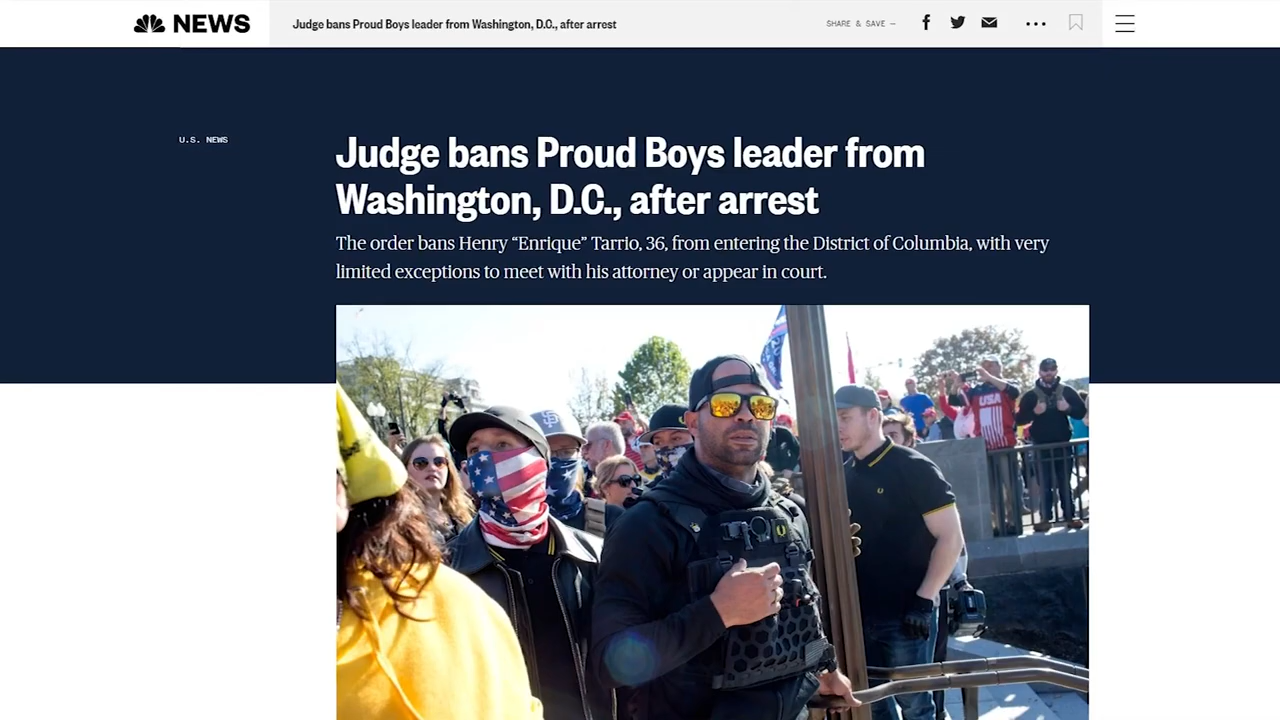 NEWS
Judge bans Proud Boys leader from Washington, D.C., after arrest
SHARE & SAVE —
U.S. NEWS
Judge bans Proud Boys leader from
Washington, D.C., after arrest
The order bans Henry “Enrique” Tarrio, 36, from entering the District of Columbia, with very
limited exceptions to meet with his attorney or appear in court.
SF
USA